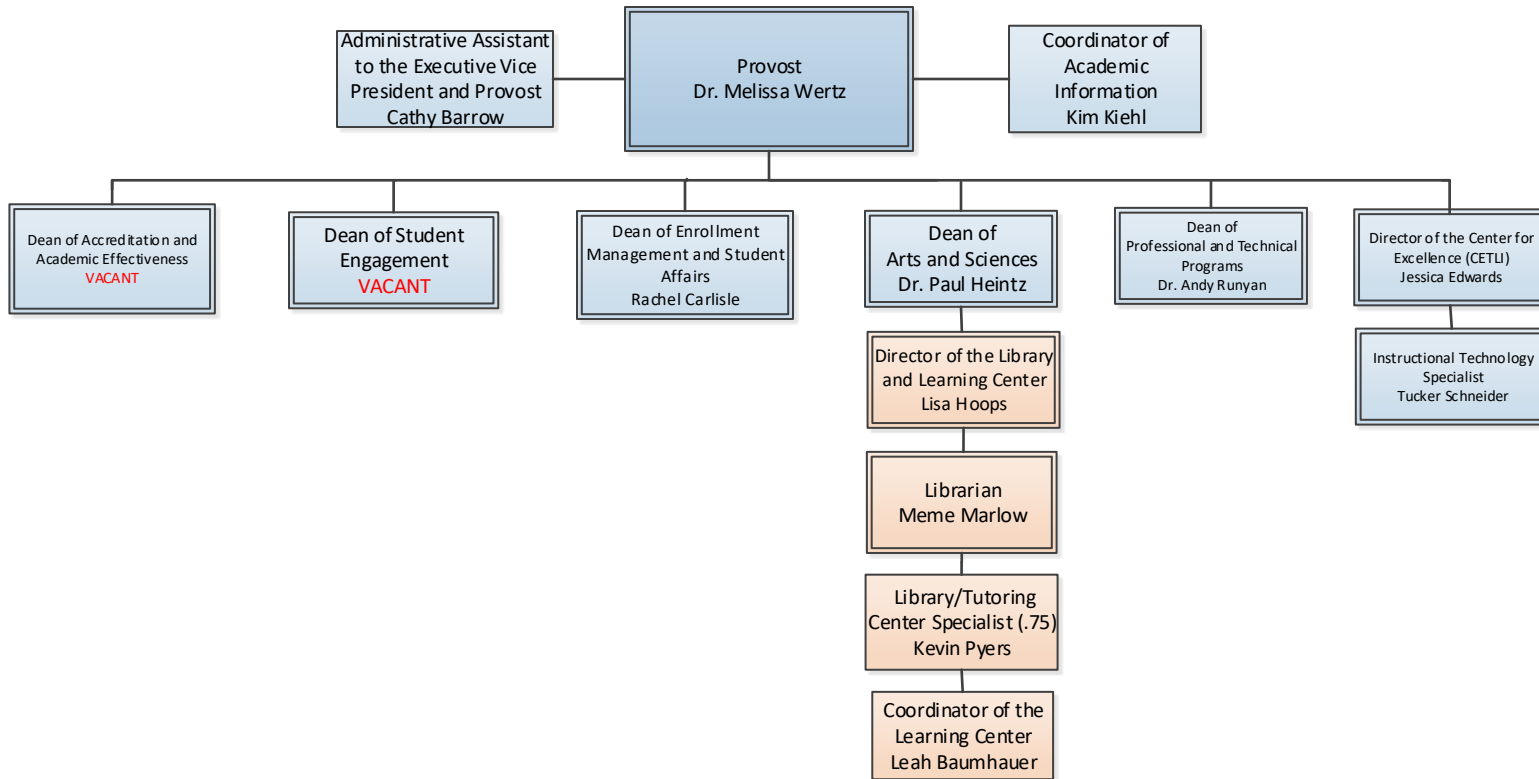 Administrative Assistant
to the Executive Vice
President and Provost
Cathy Barrow
Provost
Dr. Melissa Wertz
Coordinator of
Academic
Information
Kim Kiehl
Dean of Accreditation and
Academic Effectiveness
VACANT
Dean of Student
Engagement
VACANT
Dean of Enrollment
Management and Student
Affairs
Rachel Carlisle
Dean of
Arts and Sciences
Dr. Paul Heintz
Dean of
Professional and Technical
Programs
Dr. Andy Runyan
Director of the Center for
Excellence (CETLI)
Jessica Edwards
Director of the Library
and Learning Center
Lisa Hoops
Instructional Technology
Specialist
Tucker Schneider
Librarian
Meme Marlow
Library/Tutoring
Center Specialist (.75)
Kevin Pyers
Coordinator of the
Learning Center
Leah Baumhauer